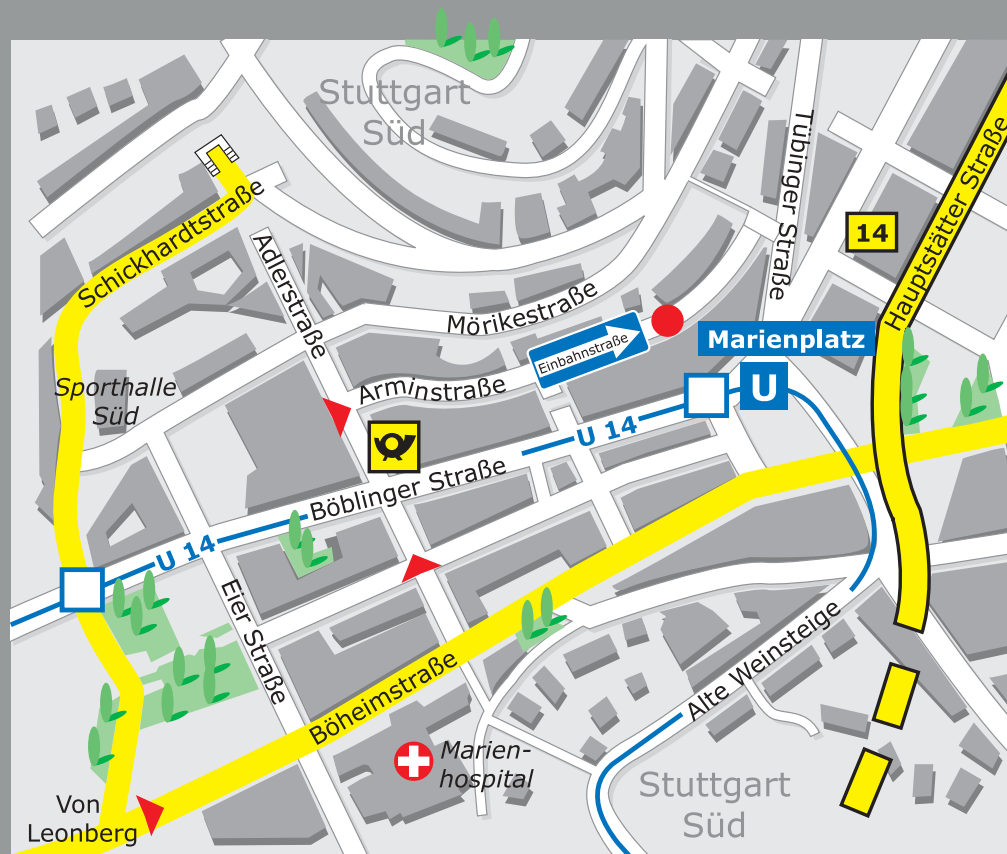 Stuttgart
Süd
Tübinger Straße
Hauptstätter Straße
14
Schickhardtstraße
Adlerstraße
Mörikestraße
Einbahnstraße
Marienplatz
U
Sporthalle
Süd
Arminstraße
U 14
Böblinger Straße
U 14
Eier Straße
Alte Weinsteige
Böheimstraße
Marien-
hospital
Stuttgart
Süd
Von
Leonberg